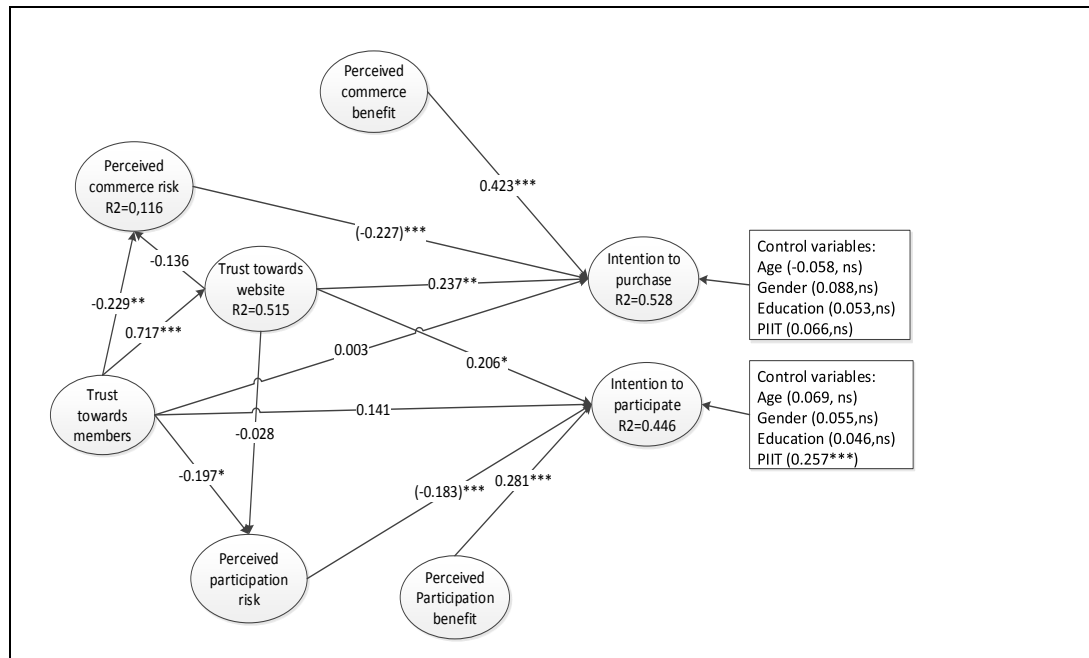 Perceived
commerce
benefit
Perceived
commerce risk
R2=0,116
0.423***
(-0.227)***
-0.136
Trust towards
website
R2=0.515
0.237**
Intention to
purchase
R2=0.528
Control variables:
Age (-0.058, ns)
Gender (0.088,ns)
Education (0.053,ns)
PIIT (0.066,ns)
-0.229**
0.717***
0.003
0.206*
Trust
towards
members
0.141
Intention to
participate
R2=0.446
Control variables:
Age (0.069, ns)
Gender (0.055,ns)
Education (0.046,ns)
PIIT (0.257***)
-0.028
-0.197*
(-0.183)***
0.281***
Perceived
participation
risk
Perceived
Participation
benefit